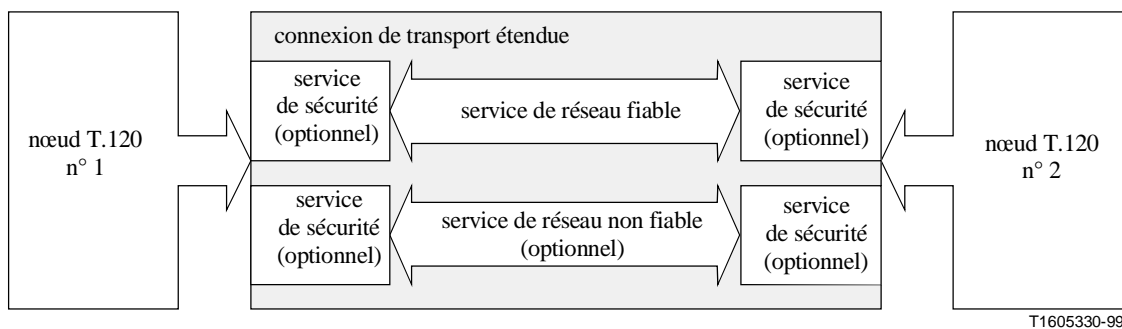 connexion de transport étendue
nœud T.120
n° 1
service
de sécurité
(optionnel)
service de réseau fiable
service
de sécurité
(optionnel)
service
de sécurité
(optionnel)
service de réseau non fiable
(optionnel)
service
de sécurité
(optionnel)
nœud T.120
n° 2
T1605330-99